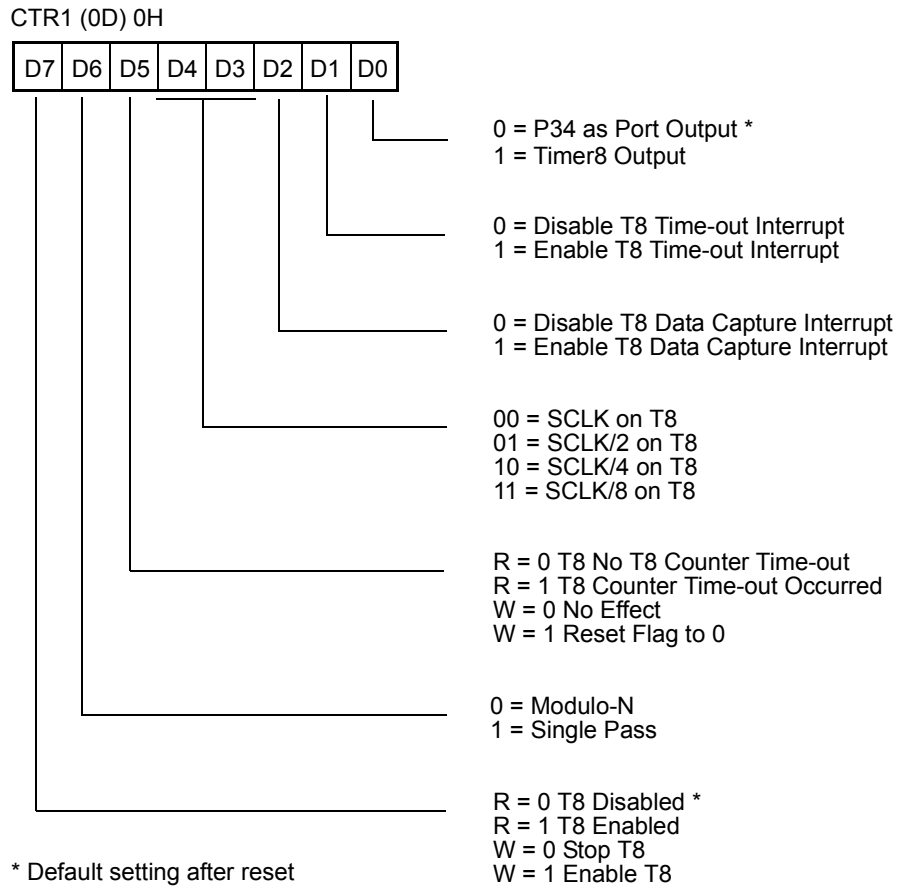 CTR1 (0D) 0H
D7 D6 D5 D4 D3 D2 D1 D0
0 = P34 as Port Output *
1 = Timer8 Output
0 = Disable T8 Time-out Interrupt
1 = Enable T8 Time-out Interrupt
0 = Disable T8 Data Capture Interrupt
1 = Enable T8 Data Capture Interrupt
00 = SCLK on T8
01 = SCLK/2 on T8
10 = SCLK/4 on T8
11 = SCLK/8 on T8
R = 0 T8 No T8 Counter Time-out
R = 1 T8 Counter Time-out Occurred
W = 0 No Effect
W = 1 Reset Flag to 0
0 = Modulo-N
1 = Single Pass
R = 0 T8 Disabled *
R = 1 T8 Enabled
W = 0 Stop T8
W = 1 Enable T8
* Default setting after reset